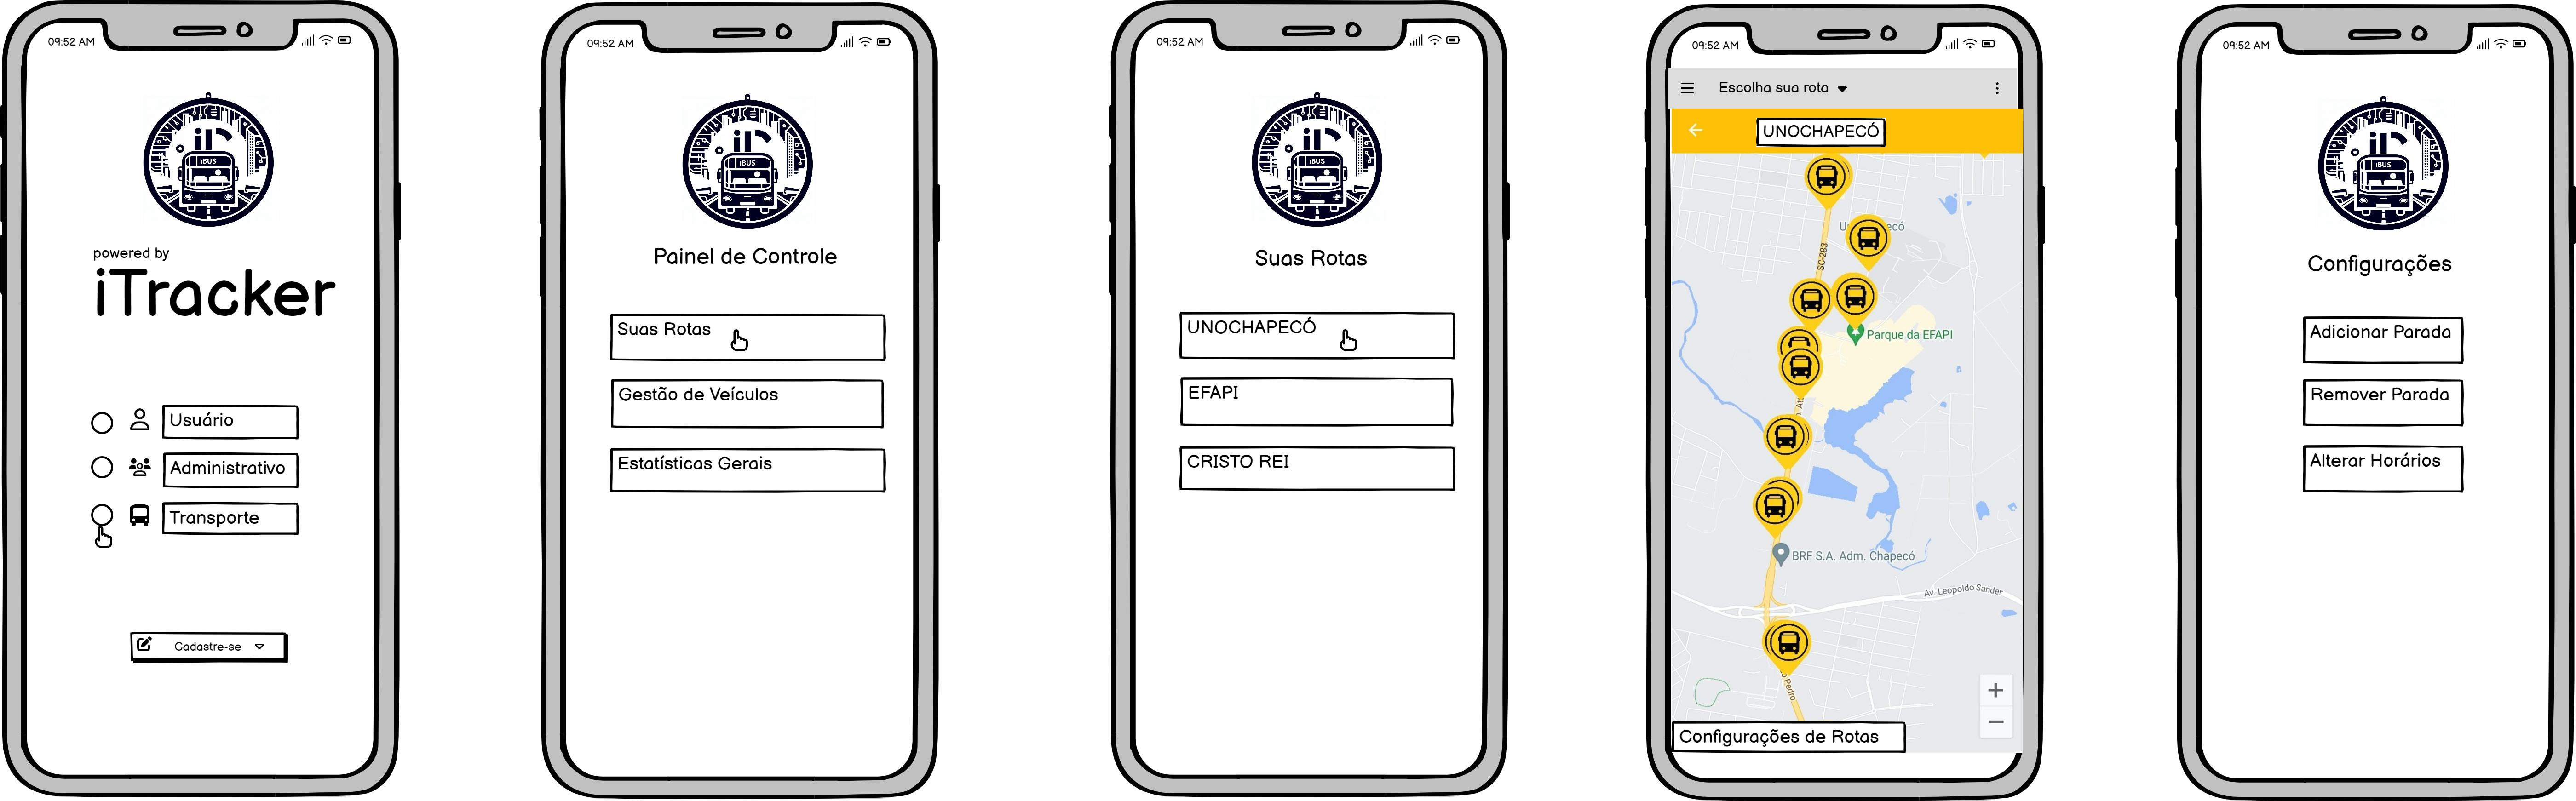 09:52 AM
iBUS
powered by
iTracker
Usuário
Administrativo
Transporte
Cadastre-se
09:52 AM
iBUS
Painel de Controle
Suas Rotas
Gestão de Veículos
Estatísticas Gerais
09:52 AM
iBUS
Suas Rotas
UNOCHAPECÓ
EFAPI
CRISTO REI
09:52 AM
Escolha sua rota
UNOCHAPECÓ
SC-283
Parque da EFAPI
BRF S.A. Adm. Chapecó
Av. Leopoldo Sander
Pedro
Configurações de Rotas
09:52 AM
iBUS
Configurações
Adicionar Parada
Remover Parada
Alterar Horários